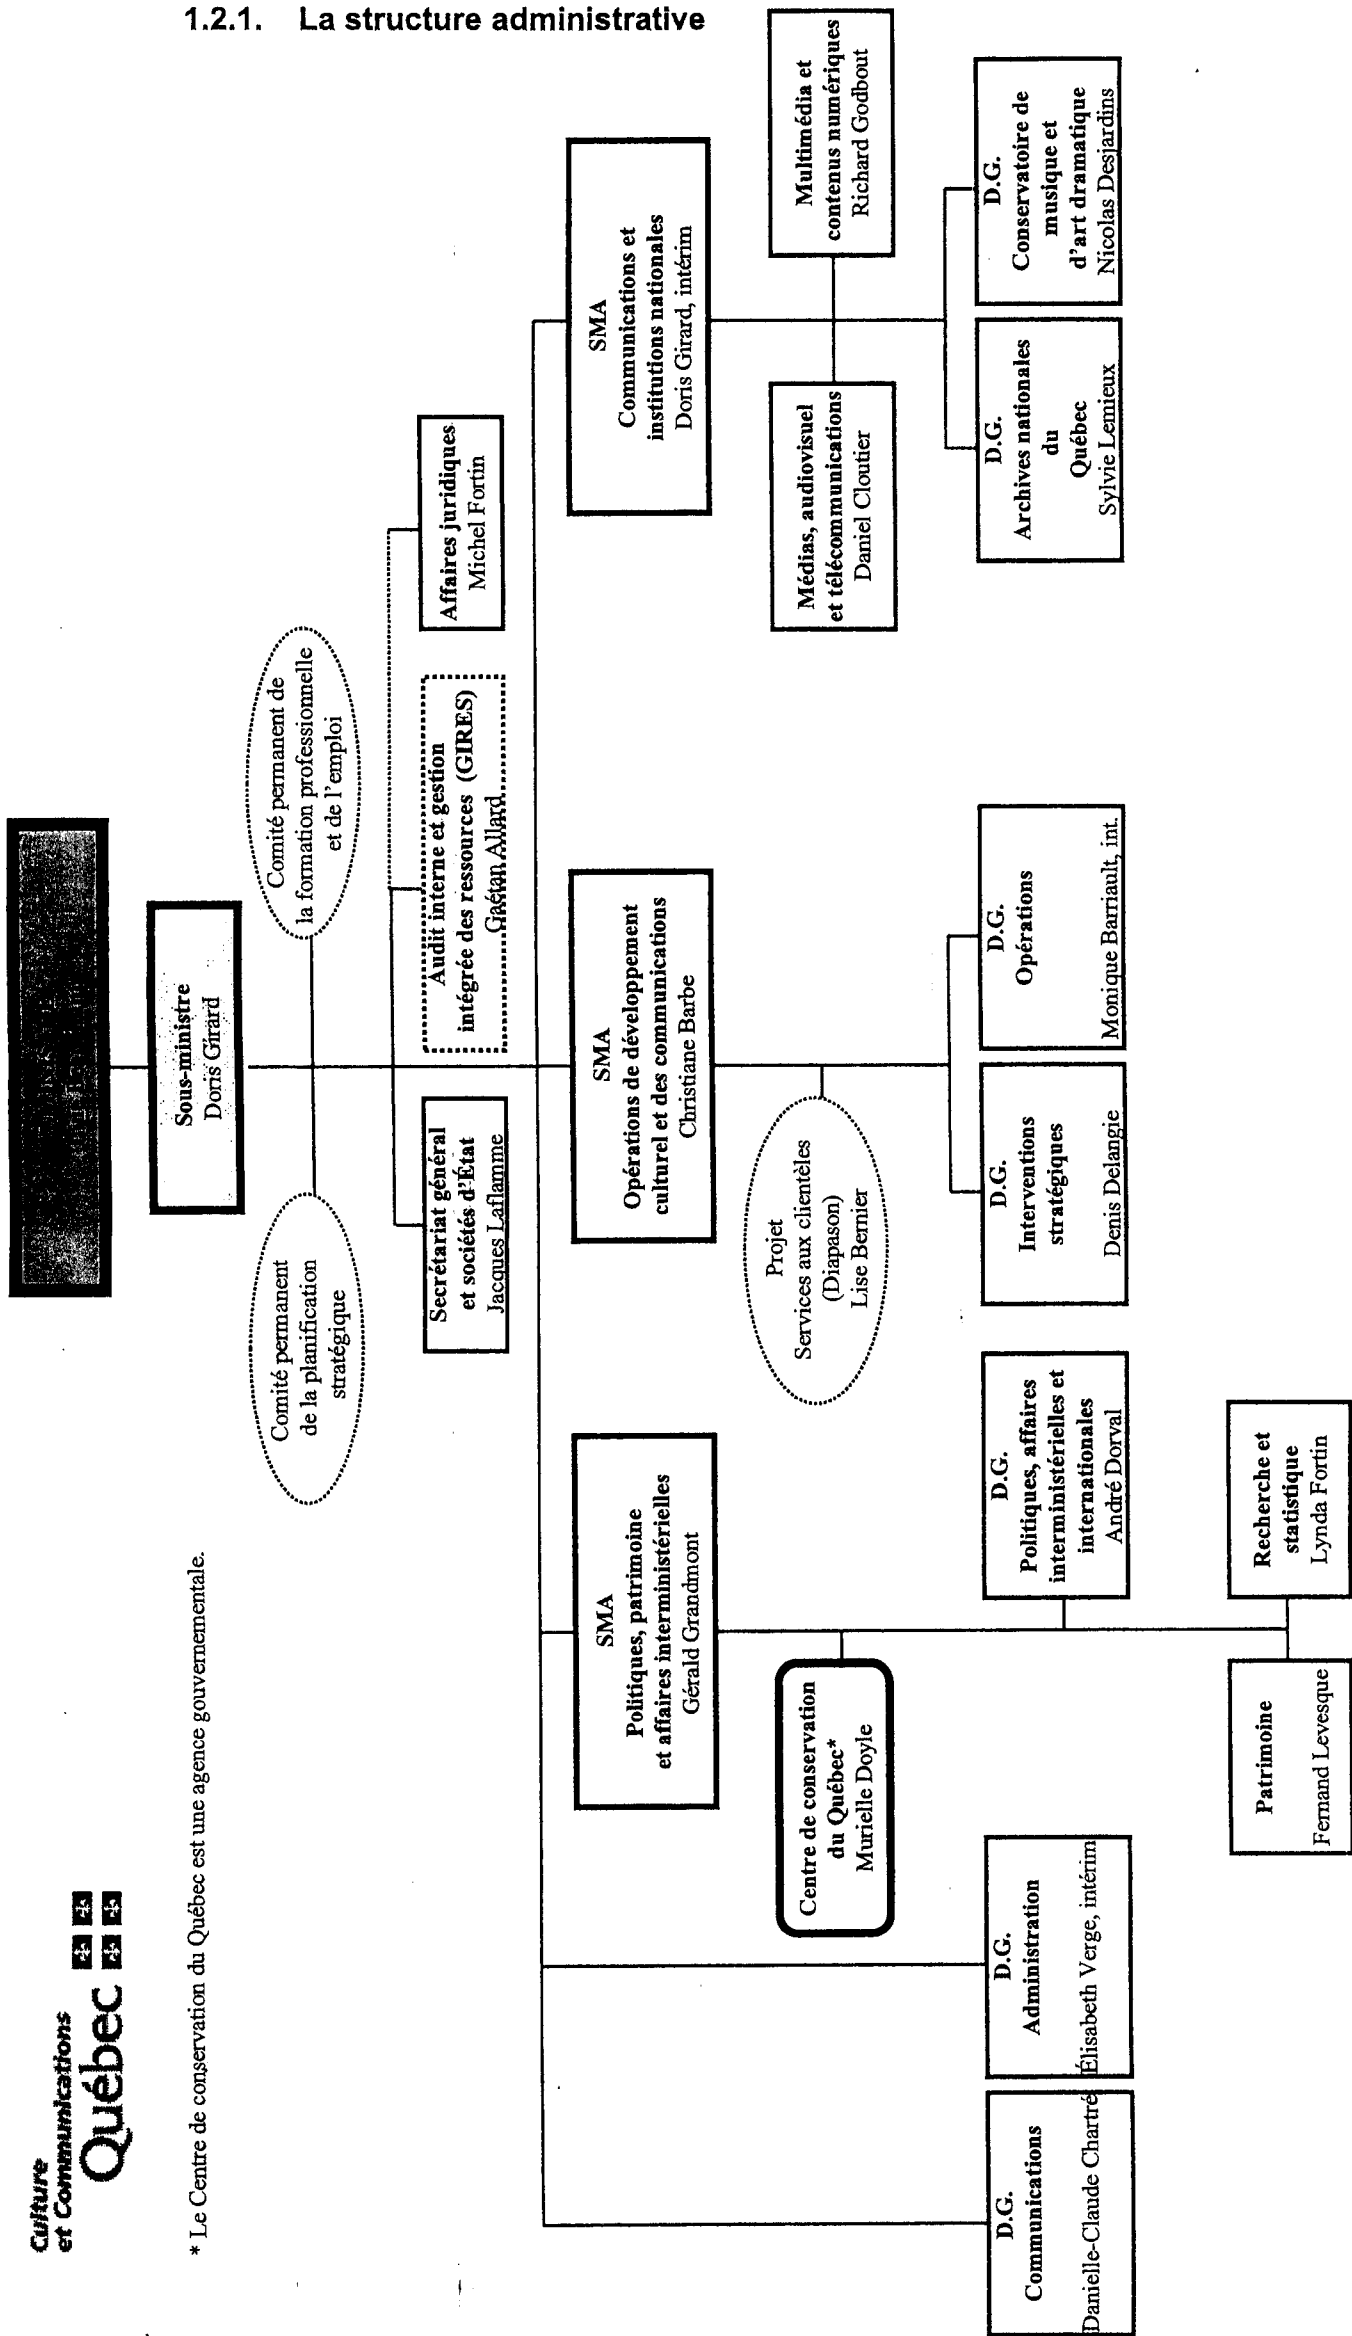 1.2.1. La structure administrative
Culture
et Communications
Québec
* Le Centre de conservation du Québec est une agence gouvernementale.
Sous-ministre
Doris Girard
Comité permanent
de la planification
stratégique
Comité permanent de
la formation professionnelle
et de l'emploi
Secrétariat général
et sociétés d'État
Jacques Laflamme
Audit interne et gestion
intégrée des ressources (GIRES)
Gaétan Allard
Affaires juridiques
Michel Fortin
SMA
Politiques, patrimoine
et affaires interministérielles
Gérald Grandmont
SMA
Opérations de développement
culturel et des communications
Christiane Barbe
SMA
Communications et
institutions nationales
Doris Girard, intérim
Centre de conservation
du Québec*
Murielle Doyle
Projet
Services aux clientèles
(Diapason)
Lise Bernier
Médias, audiovisuel
et télécommunications
Daniel Cloutier
Multimédia et
contenus numériques
Richard Godbout
D.G.
Communications
Danielle-Claude Chartré
D.G.
Administration
Élisabeth Verge, intérim
D.G.
Politiques, affaires
interministérielles et
internationales
André Dorval
D.G.
Interventions
stratégiques
Denis Delangie
D.G.
Opérations
Monique Barriault, int.
D.G.
Archives nationales
du
Québec
Sylvie Lemieux
D.G.
Conservatoire de
musique et
d'art dramatique
Nicolas Desjardins
Patrimoine
Fernand Levesque
Recherche et
statistique
Lynda Fortin